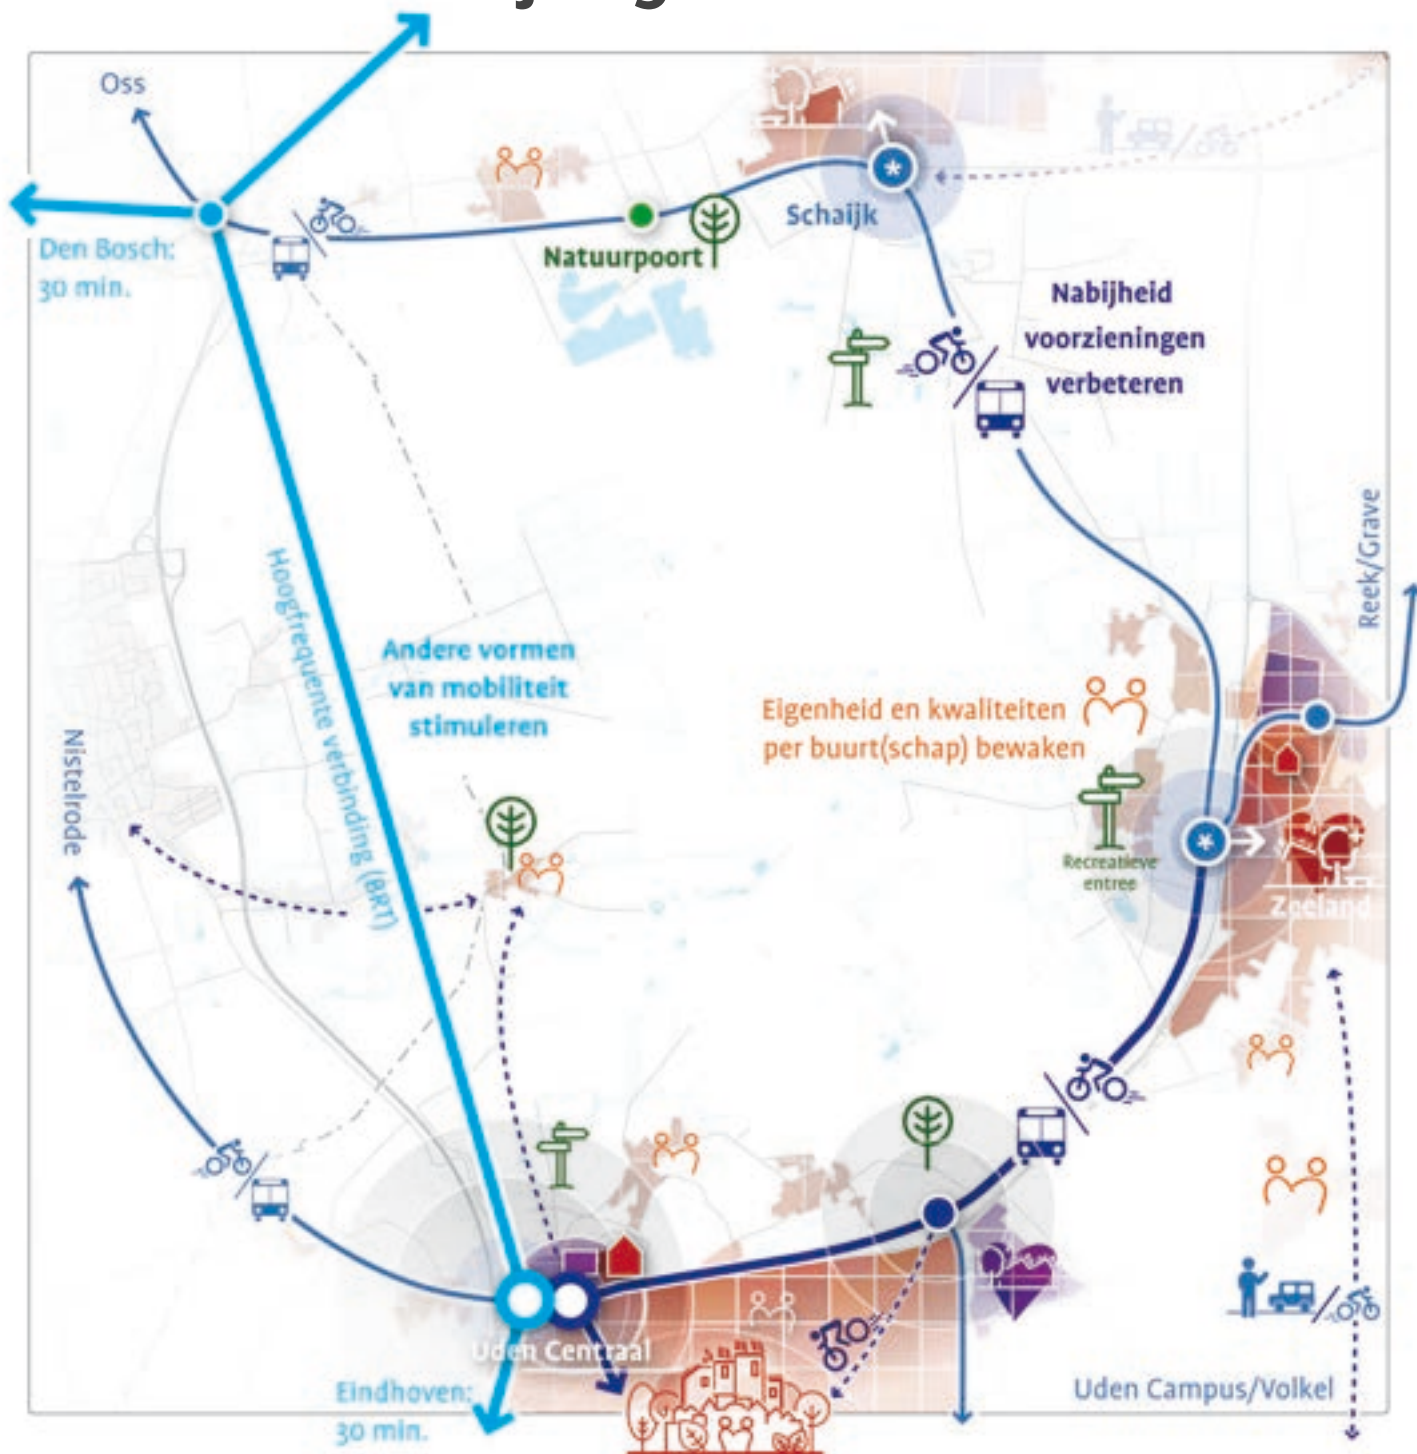 Oss
Den Bosch:
30 min.
Natuurpoort
Schaijk
Nabijheid
voorzieningen
verbeteren
Reek/Grave
Hoogfrequente verbinding (BRT)
Andere vormen
van mobiliteit
stimuleren
Eigenheid en kwaliteiten
per buurt(schap) bewaken
Nistelrode
Recreatieve
entree
Zeeland
Uden Centraal
Eindhoven:
30 min.
Uden Campus/Volkel